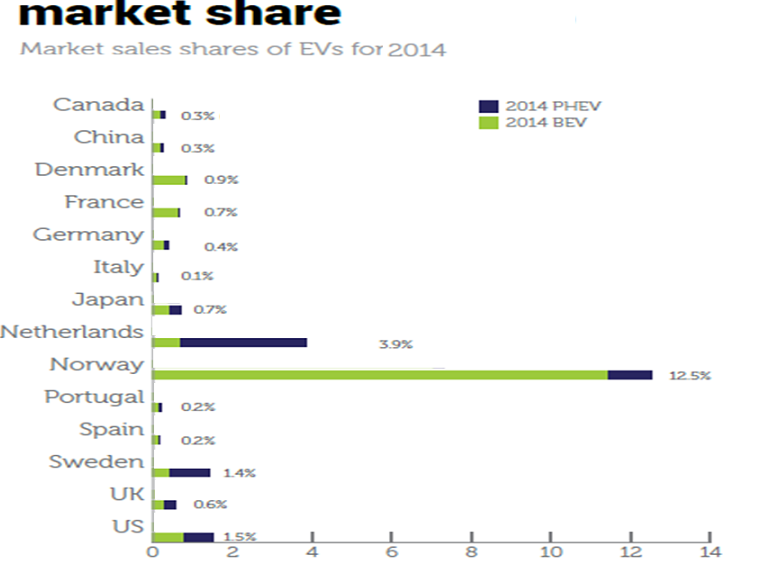 market share
Market sales shares of EVs for 2014
2014 PHEV
2014 BEV
Canada 0.3%
China 0.3%
Denmark 0.9%
France 0.7%
Germany 0.4%
Italy 0.1%
Japan 0.7%
Netherlands 3.9%
Norway 12.5%
Portugal 0.2%
Spain 0.2%
Sweden 1.4%
UK 0.6%
US 1.5%
0 2 4 6 8 10 12 14